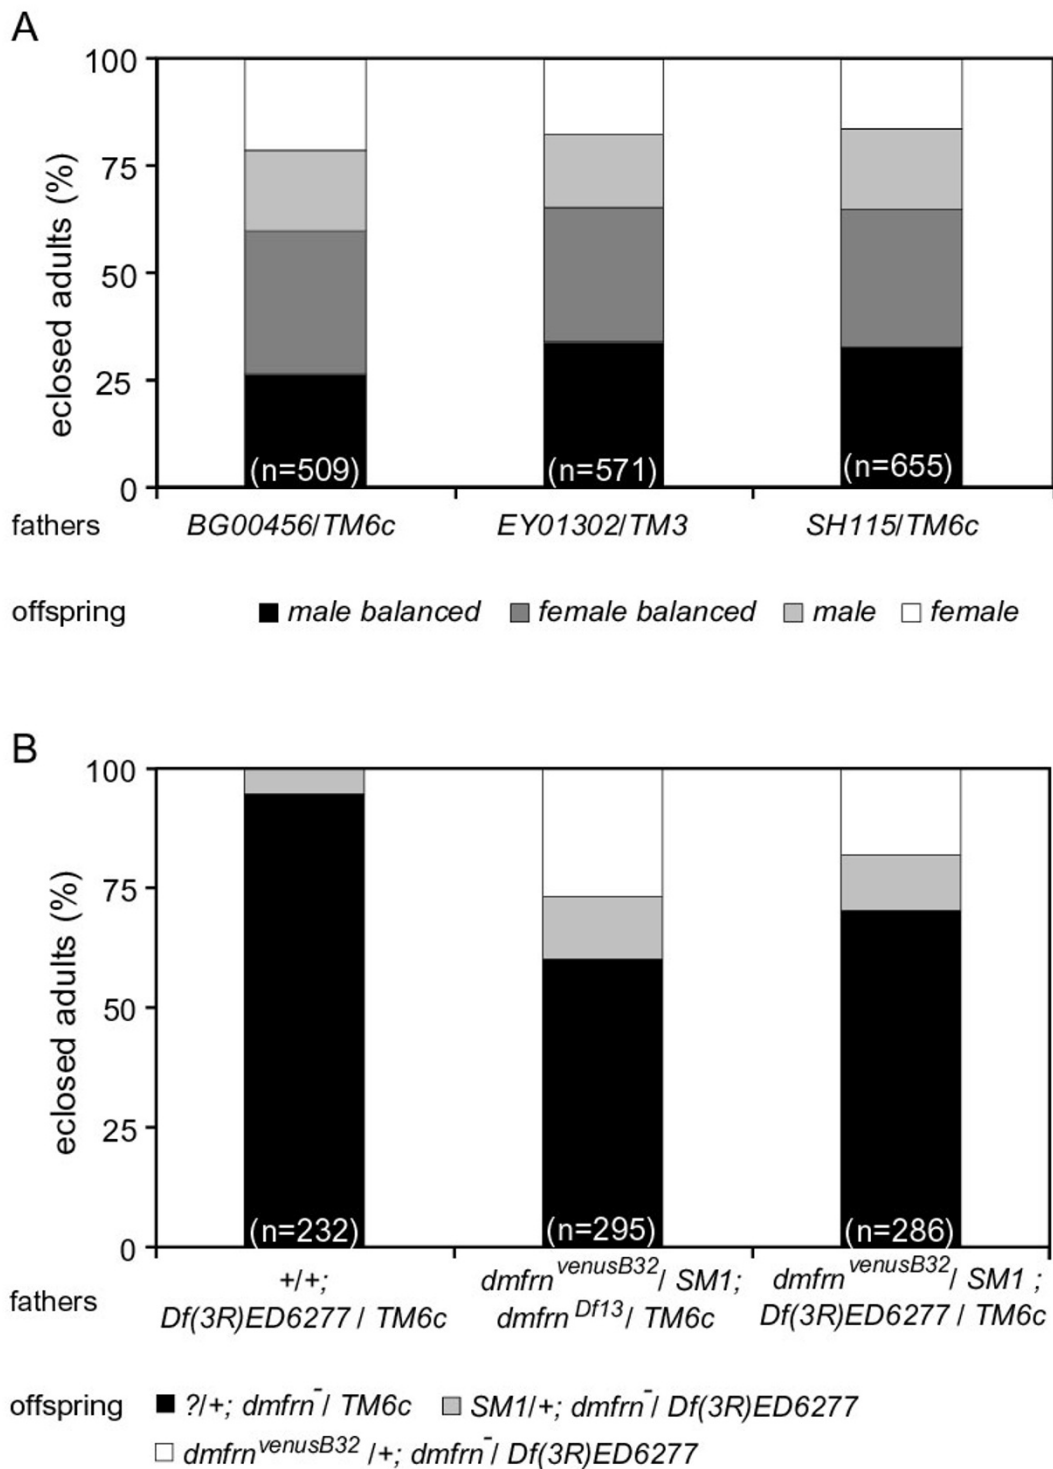 A
eclosed adults (%)
100
75
50
25
0
(n=509) (n=571) (n=655)
fathers BG00456/TM6c EY01302/TM3 SH115/TM6c
offspring male balanced female balanced male female
B
eclosed adults (%)
100
75
50
25
0
(n=232) (n=295) (n=286)
fathers
+/+; dmfrn venusB32 / SM1; dmfrn venusB32 / SM1 ;
Df(3R)ED6277 / TM6c dmfrn Df13 / TM6c Df(3R)ED6277 / TM6c
offspring ?/+; dmfrn⁻/ TM6c SM1/+; dmfrn⁻/ Df(3R)ED6277
dmfrn venusB32 /+; dmfrn⁻/ Df(3R)ED6277